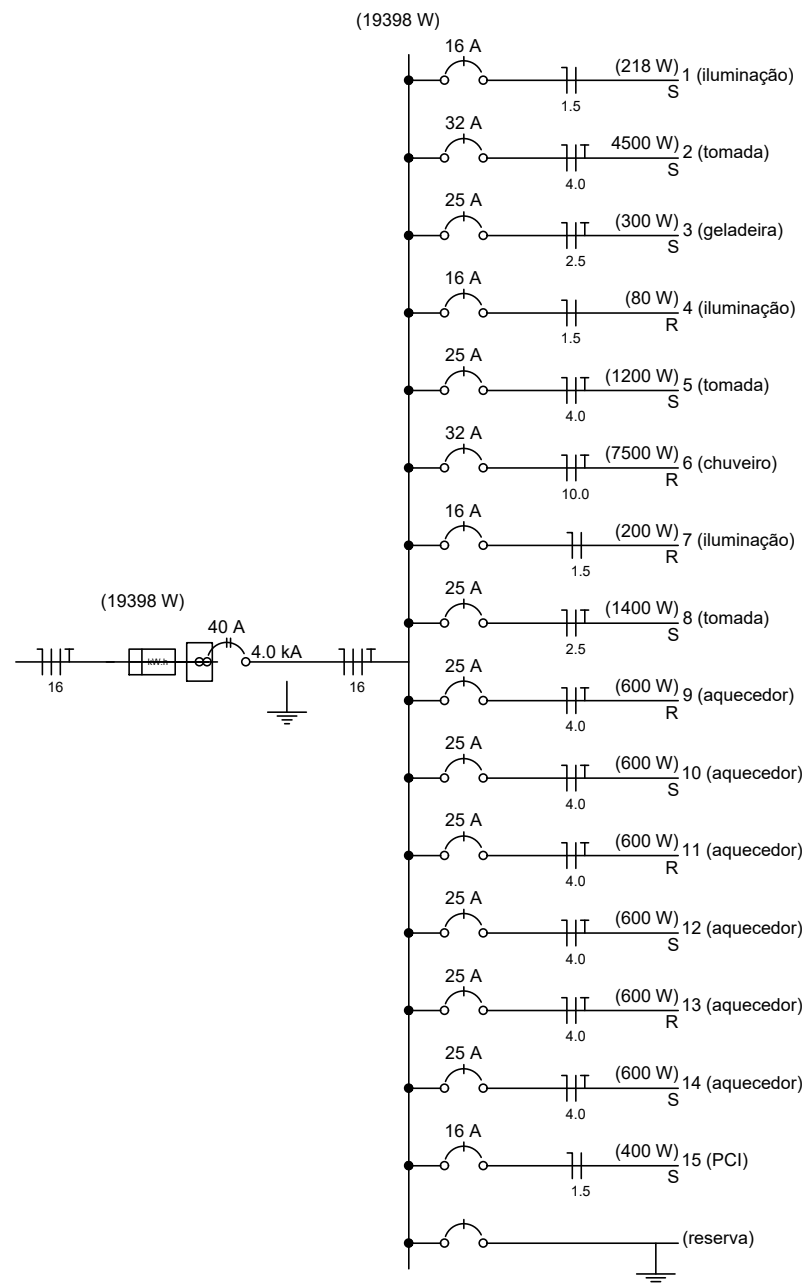 (19398 W)
16 A
(218 W) 1 (iluminação)
S
1.5
32 A
4500 W) 2 (tomada)
S
4.0
25 A
(300 W) 3 (geladeira)
S
2.5
16 A
(80 W) 4 (iluminação)
R
1.5
25 A
(1200 W) 5 (tomada)
S
4.0
32 A
(7500 W) 6 (chuveiro)
R
10.0
16 A
(200 W) 7 (iluminação)
R
1.5
25 A
(1400 W) 8 (tomada)
S
2.5
(19398 W)
40 A
4.0 kA
kW.h
16
16
25 A
(600 W) 9 (aquecedor)
R
4.0
25 A
(600 W) 10 (aquecedor)
S
4.0
25 A
(600 W) 11 (aquecedor)
R
4.0
25 A
(600 W) 12 (aquecedor)
S
4.0
25 A
(600 W) 13 (aquecedor)
R
4.0
25 A
(600 W) 14 (aquecedor)
S
4.0
16 A
(400 W) 15 (PCI)
S
1.5
(reserva)